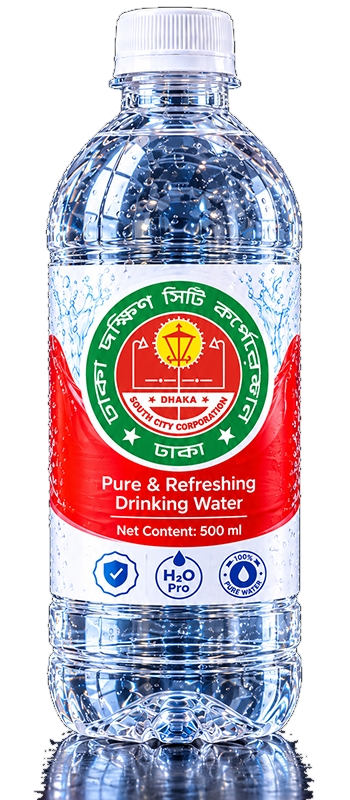 ঢাকা দক্ষিণ সিটি কর্পোরেশন
★ DHAKA ★
SOUTH CITY CORPORATION
★ ঢাকা ★
Pure & Refreshing
Drinking Water
Net Content: 500 ml
H₂O
Pro
100%
PURE WATER